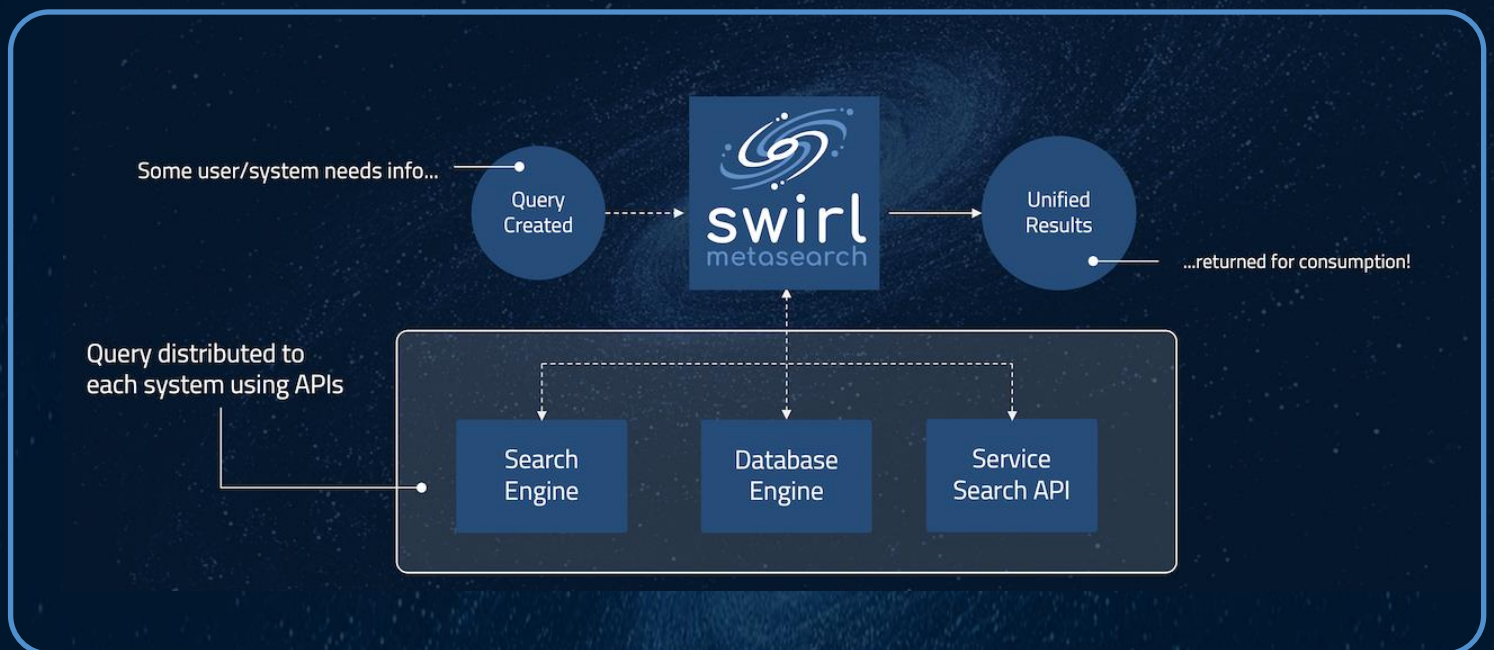 Some user/system needs info...
Query
Created
swirl
metasearch
Unified
Results
...returned for consumption!
Query distributed to
each system using APIs
Search
Engine
Database
Engine
Service
Search API